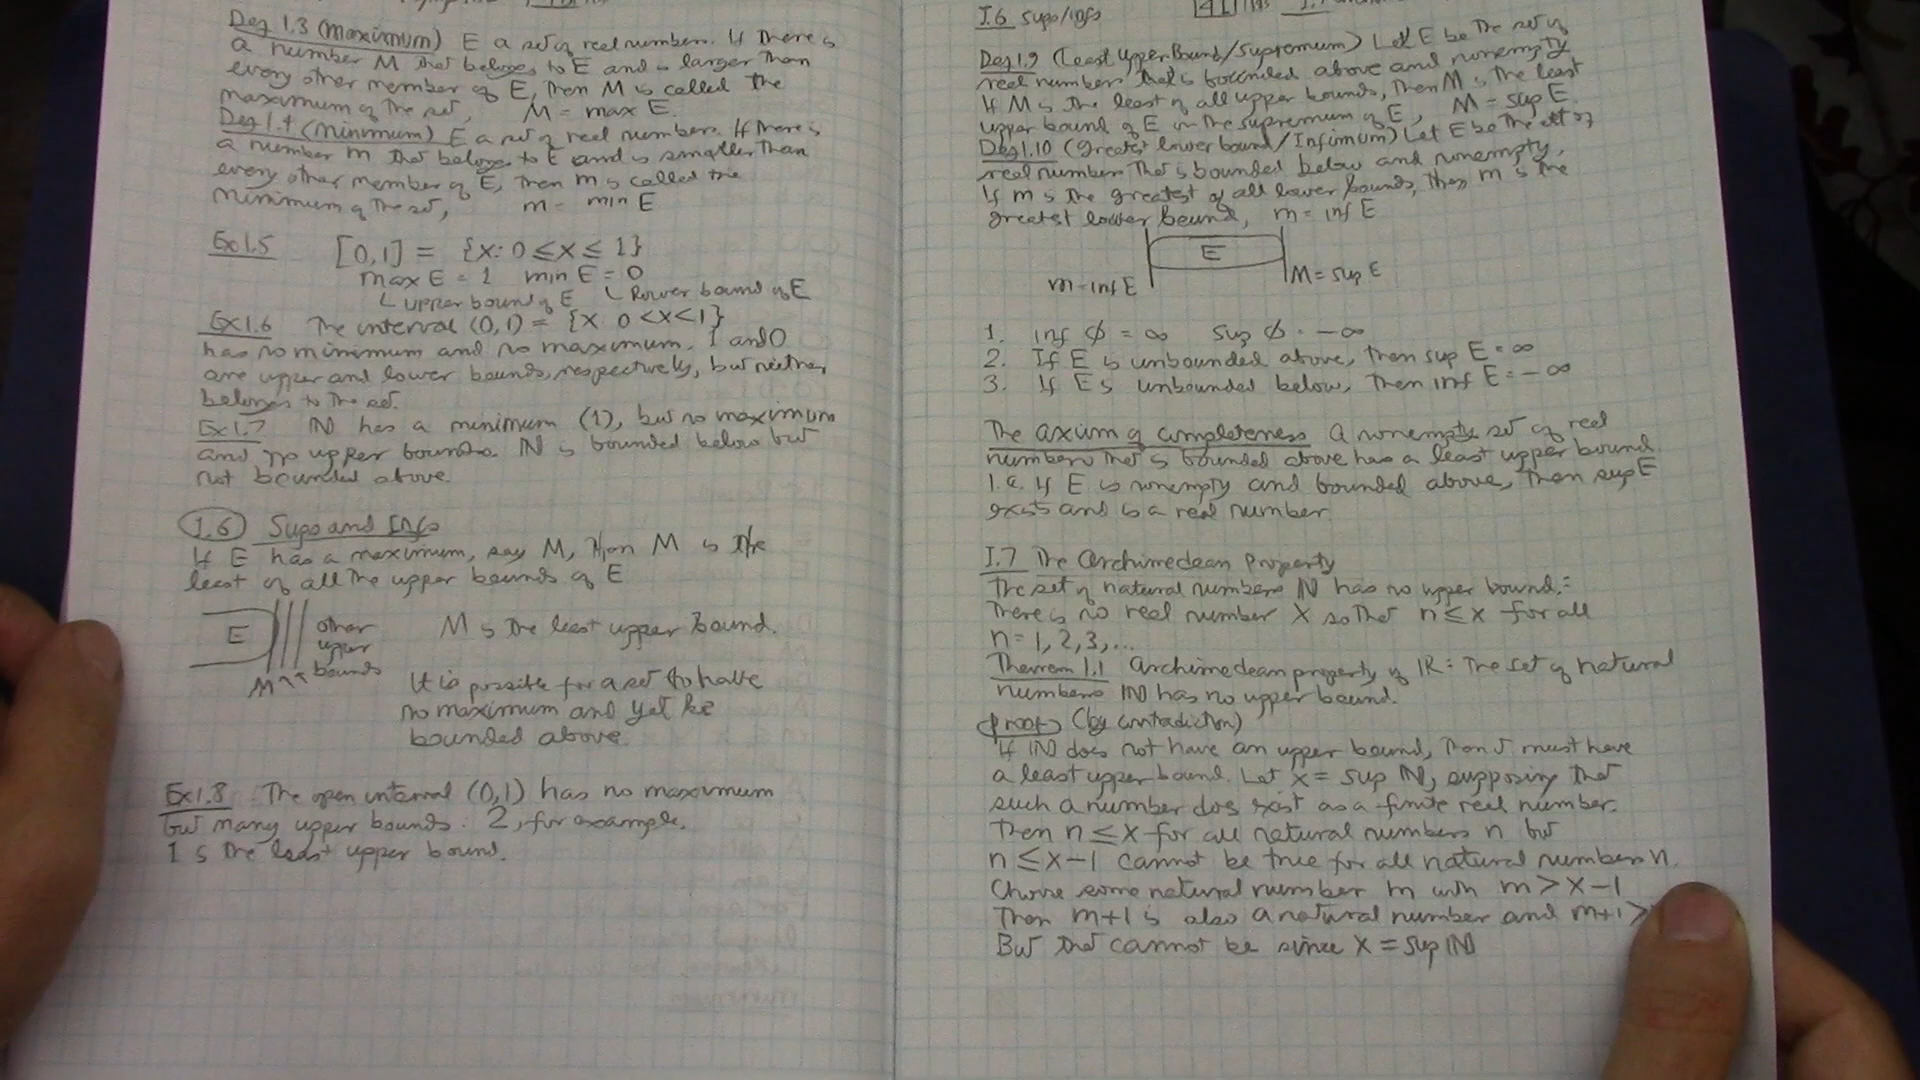 Def 1.3 (Maximum) E a set of real numbers. If there is
a number M that belongs to E and is larger than
every other member of E, then M is called the
maximum of the set, M = max E.
Def 1.4 (Minimum) E a set of real numbers. If there is
a number m that belongs to E and is smaller than
every other member of E, then m is called the
minimum of the set, m = min E
Ex 1.5 [0,1] = {x: 0 ≤ x ≤ 1}
max E = 1 min E = 0
upper bound of E lower bound of E
Ex 1.6 The interval (0,1) = {x: 0 < x < 1}
has no minimum and no maximum. 1 and 0
are upper and lower bounds, respectively, but neither
belongs to the set.
Ex 1.7 ℕ has a minimum (1), but no maximum
and no upper bounds. ℕ is bounded below but
not bounded above.
1.6 Sups and Infs
If E has a maximum, say M, then M is the
least of all the upper bounds of E
E other
upper
bounds
M
M is the least upper bound.
It is possible for a set to have
no maximum and yet be
bounded above.
Ex 1.8 The open interval (0,1) has no maximum
but many upper bounds: 2, for example.
1 is the least upper bound.
I.6 sups/infs
Def 1.9 (Least Upper Bound/Supremum) Let E be the set of
real numbers that is bounded above and nonempty
If M is the least of all upper bounds, then M is the least
upper bound of E or the supremum of E, M = sup E.
Def 1.10 (Greatest lower bound/Infimum) Let E be the set of
real numbers that is bounded below and nonempty,
If m is the greatest of all lower bounds, then m is the
greatest lower bound, m = inf E
E
m = inf E M = sup E
1. inf ∅ = ∞ sup ∅ = -∞
2. If E is unbounded above, then sup E = ∞
3. If E is unbounded below, then inf E = -∞
The axiom of completeness A nonempty set of real
numbers that is bounded above has a least upper bound
i.e. if E is nonempty and bounded above, then sup E
exists and is a real number.
I.7 The Archimedean Property
The set of natural numbers ℕ has no upper bound:
There is no real number x so that n ≤ x for all
n = 1, 2, 3, ...
Theorem 1.1 Archimedean property of ℝ: The set of natural
numbers ℕ has no upper bound.
proof (by contradiction)
If ℕ does not have an upper bound, then it must have
a least upper bound. Let x = sup ℕ, supposing that
such a number does exist as a finite real number.
Then n ≤ x for all natural numbers n but
n ≤ x-1 cannot be true for all natural numbers n.
Choose some natural number m with m > x-1
Then m+1 is also a natural number and m+1 >
But that cannot be since x = sup ℕ